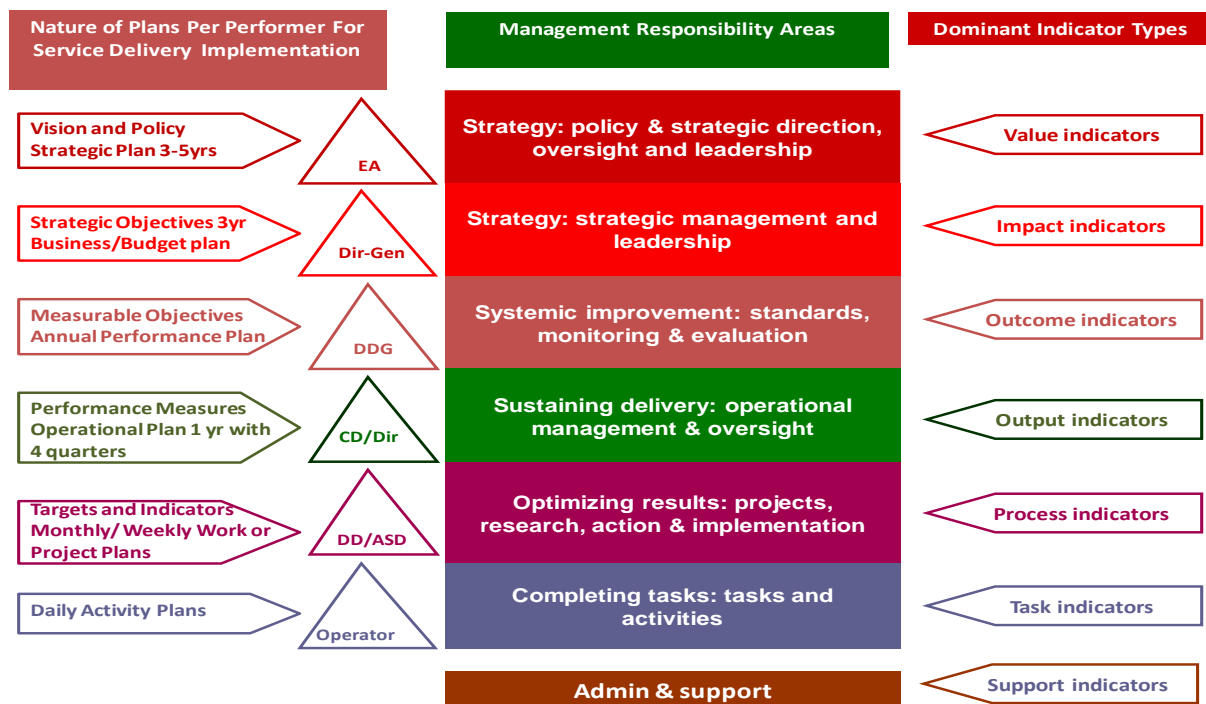 Nature of Plans Per Performer For
Service Delivery Implementation
Management Responsibility Areas
Dominant Indicator Types
Vision and Policy
Strategic Plan 3-5yrs
EA
Strategy: policy & strategic direction,
oversight and leadership
Value indicators
Strategic Objectives 3yr
Business/Budget plan
Dir-Gen
Strategy: strategic management and
leadership
Impact indicators
Measurable Objectives
Annual Performance Plan
DDG
Systemic improvement: standards,
monitoring & evaluation
Outcome indicators
Performance Measures
Operational Plan 1 yr with
4 quarters
CD/Dir
Sustaining delivery: operational
management & oversight
Output indicators
Targets and Indicators
Monthly/ Weekly Work or
Project Plans
DD/ASD
Optimizing results: projects,
research, action & implementation
Process indicators
Daily Activity Plans
Operator
Completing tasks: tasks and
activities
Task indicators
Admin & support
Support indicators